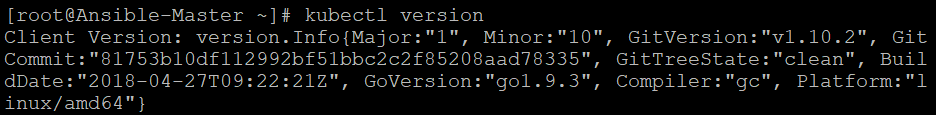 [root@Ansible-Master ~]# kubectl version
Client Version: version.Info{Major:"1", Minor:"10", GitVersion:"v1.10.2", Git
Commit:"81753b10df112992bf51bbc2c2f85208aad78335", GitTreeState:"clean", Buil
dDate:"2018-04-27T09:22:21Z", GoVersion:"go1.9.3", Compiler:"gc", Platform:"l
inux/amd64"}